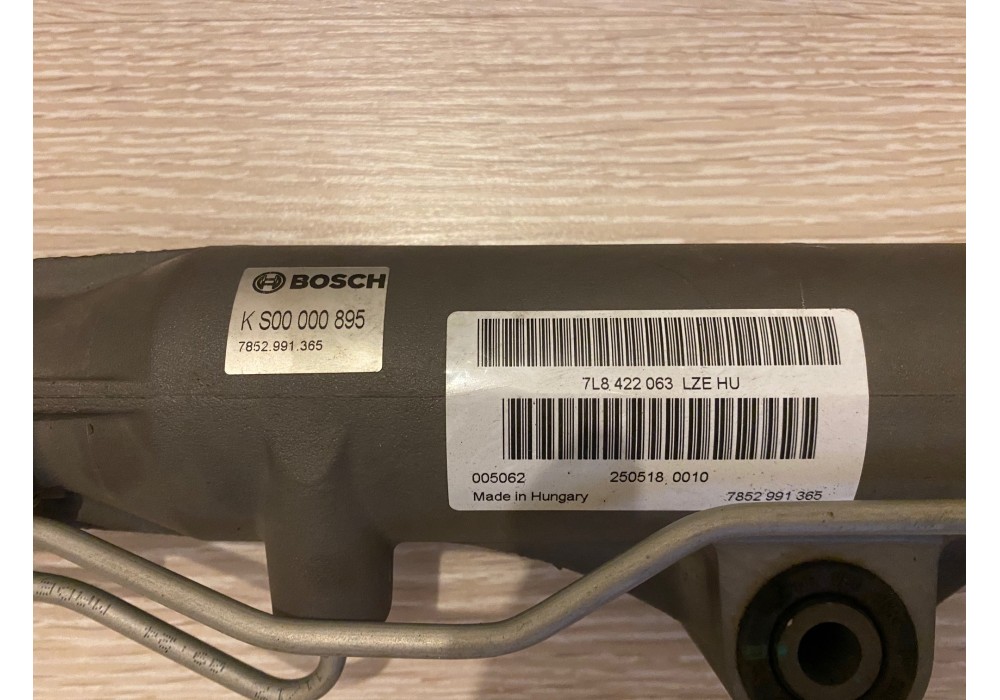 BOSCH
K S00 000 895
7852.991.365
7L8 422 063 LZE HU
005062 250518 0010
Made in Hungary 7852 991 365